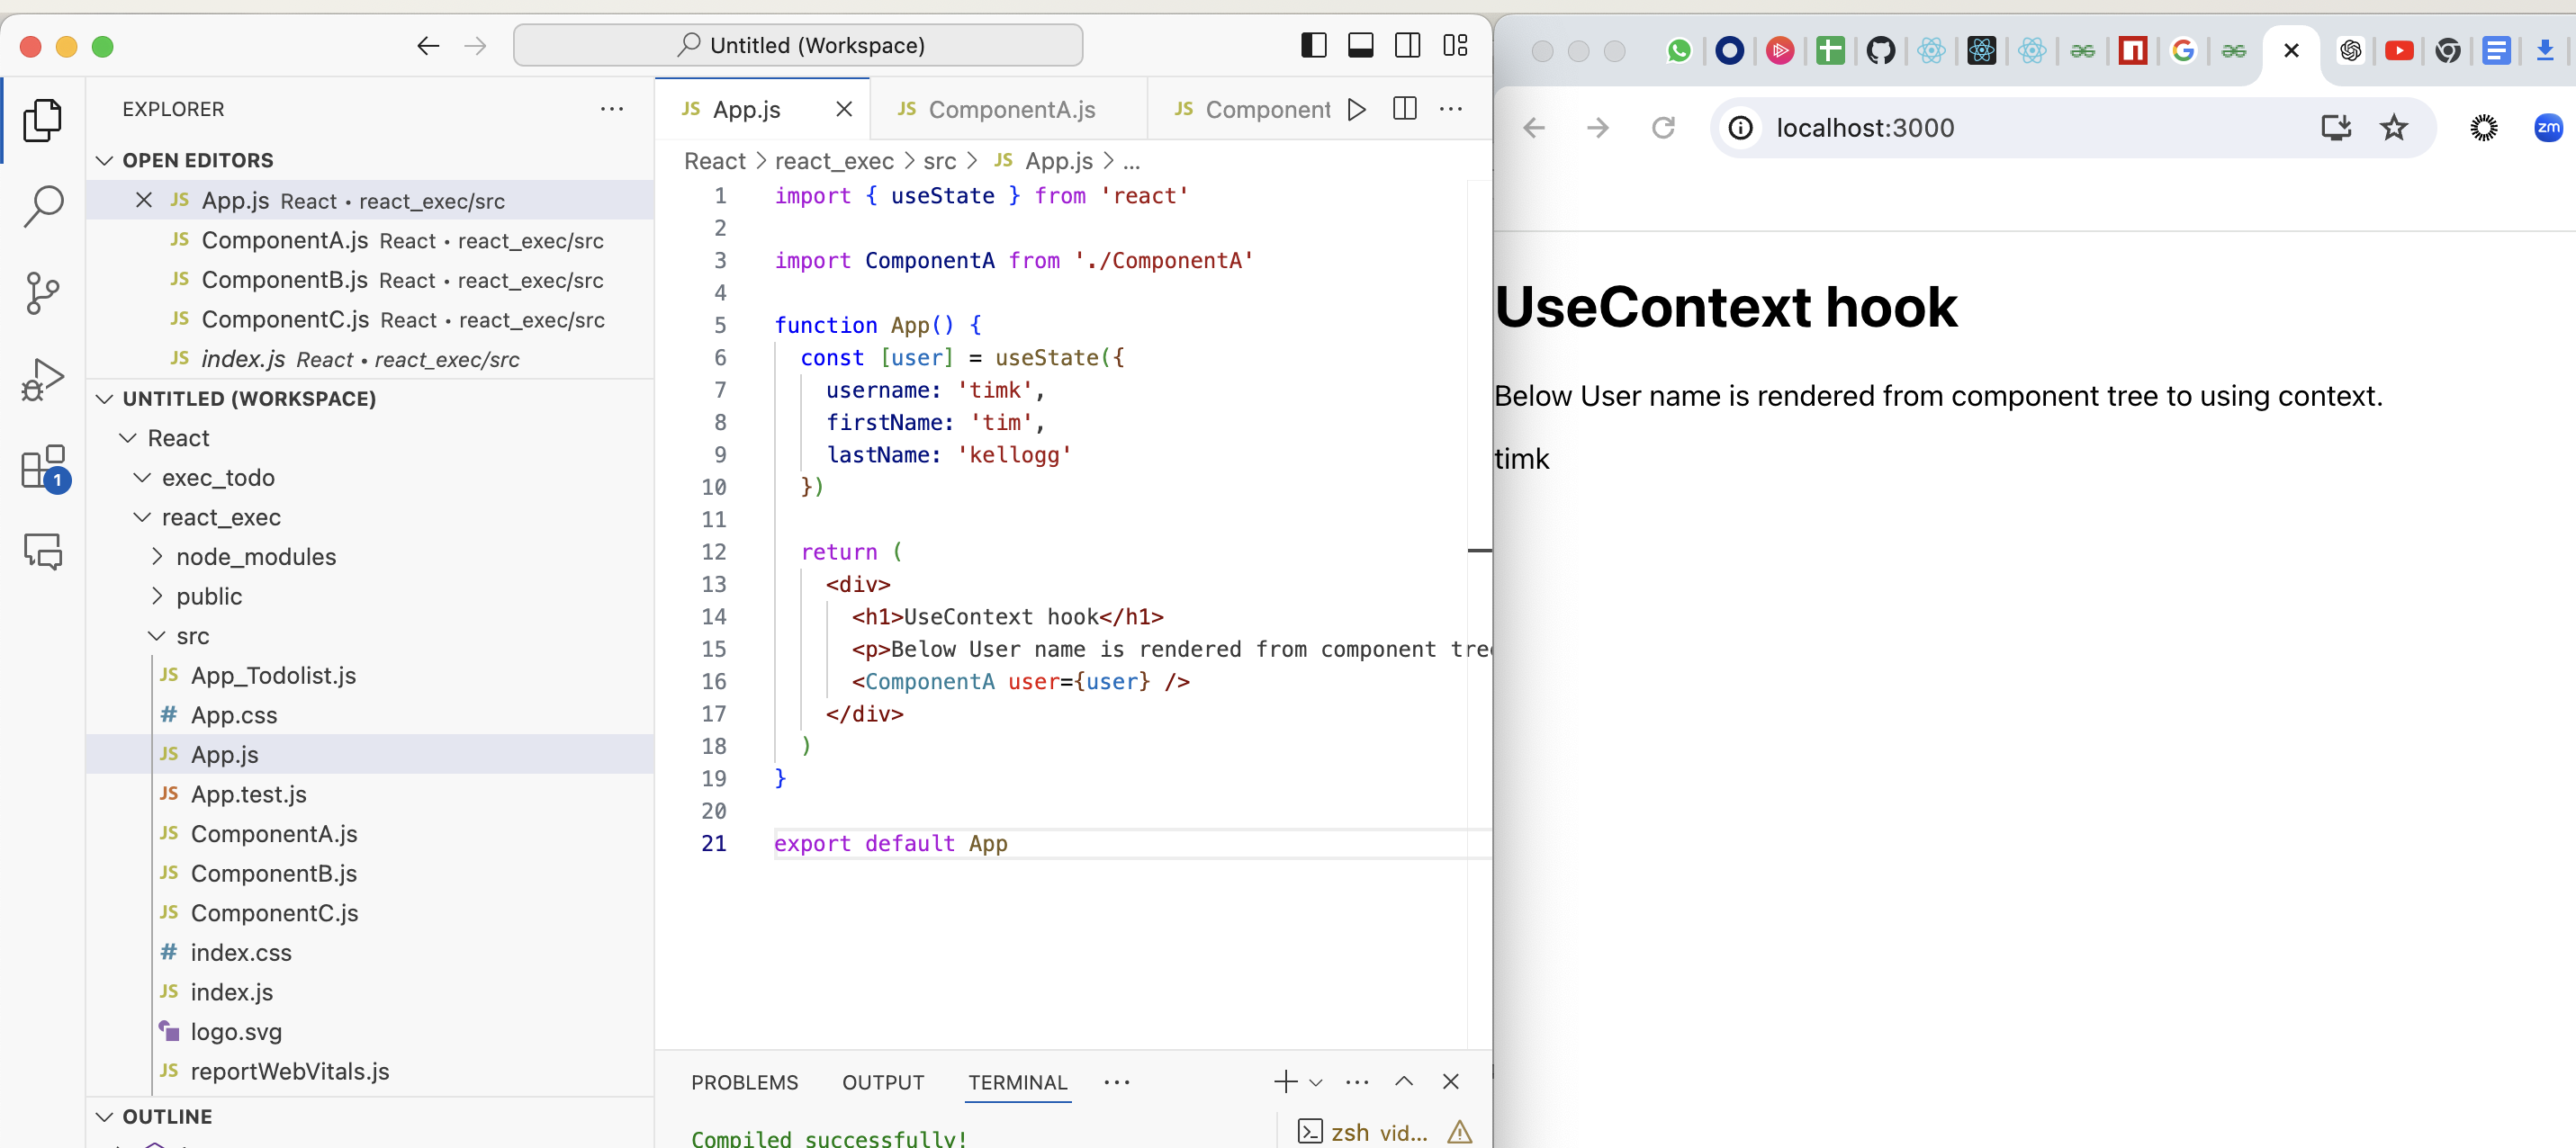 Untitled (Workspace)
EXPLORER
OPEN EDITORS
JS App.js React • react_exec/src
JS ComponentA.js React • react_exec/src
JS ComponentB.js React • react_exec/src
JS ComponentC.js React • react_exec/src
JS index.js React • react_exec/src
UNTITLED (WORKSPACE)
React
exec_todo
react_exec
node_modules
public
src
JS App_Todolist.js
# App.css
JS App.js
JS App.test.js
JS ComponentA.js
JS ComponentB.js
JS ComponentC.js
# index.css
JS index.js
logo.svg
JS reportWebVitals.js
OUTLINE
1
JS App.js
JS ComponentA.js
JS Component
React > react_exec > src > JS App.js > ...
1 import { useState } from 'react'
2
3 import ComponentA from './ComponentA'
4
5 function App() {
6 const [user] = useState({
7 username: 'timk',
8 firstName: 'tim',
9 lastName: 'kellogg'
10 })
11
12 return (
13 <div>
14 <h1>UseContext hook</h1>
15 <p>Below User name is rendered from component tree
16 <ComponentA user={user} />
17 </div>
18 )
19 }
20
21 export default App
PROBLEMS OUTPUT TERMINAL
Compiled successfully!
zsh vid...
localhost:3000
zm
UseContext hook
Below User name is rendered from component tree to using context.
timk